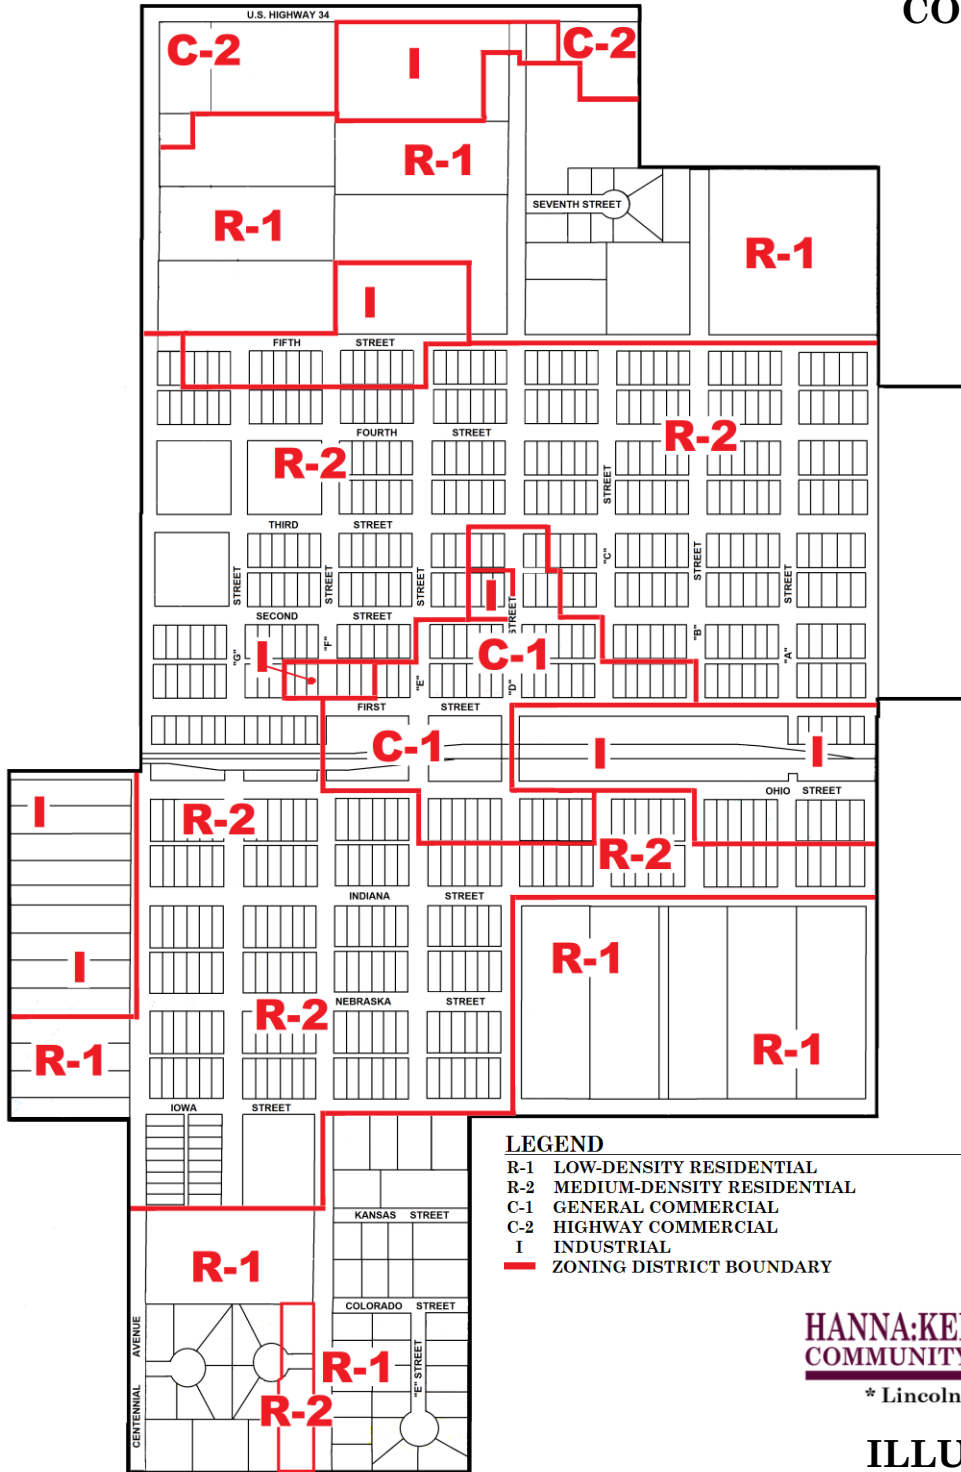 CO
U.S. HIGHWAY 34
C-2
I
C-2
R-1
SEVENTH STREET
R-1
R-1
I
FIFTH STREET
R-2
FOURTH STREET
R-2
STREET
THIRD STREET
"C"
STREET
STREET
STREET
STREET
STREET
STREET
I
SECOND STREET
"G"
"F"
"B"
"A"
I
C-1
"E"
"D"
FIRST STREET
C-1
I
I
OHIO STREET
I
R-2
R-2
INDIANA STREET
R-1
I
NEBRASKA STREET
R-2
R-1
R-1
IOWA STREET
LEGEND
R-1 LOW-DENSITY RESIDENTIAL
R-2 MEDIUM-DENSITY RESIDENTIAL
C-1 GENERAL COMMERCIAL
C-2 HIGHWAY COMMERCIAL
I INDUSTRIAL
ZONING DISTRICT BOUNDARY
KANSAS STREET
R-1
COLORADO STREET
CENTENNIAL AVENUE
"E" STREET
R-1
R-2
HANNA:KE
COMMUNITY
* Lincoln
ILLU